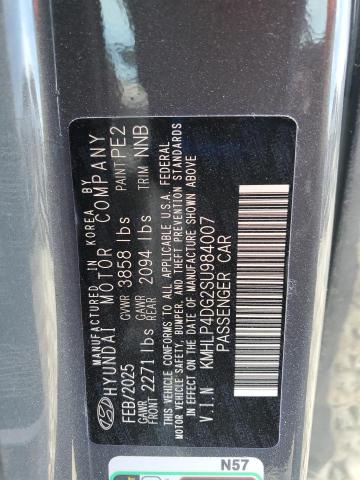 MANUFACTURED IN KOREA BY
HYUNDAI MOTOR COMPANY
FEB/2025 GVWR 3858 lbs PAINT PE2
GAWR FRONT 2271 lbs GAWR REAR 2094 lbs TRIM NNB
THIS VEHICLE CONFORMS TO ALL APPLICABLE U.S.A. FEDERAL
MOTOR VEHICLE SAFETY, BUMPER, AND THEFT PREVENTION STANDARDS
IN EFFECT ON THE DATE OF MANUFACTURE SHOWN ABOVE.
V.I.N KMHLP4DG2SU984007
PASSENGER CAR
N57